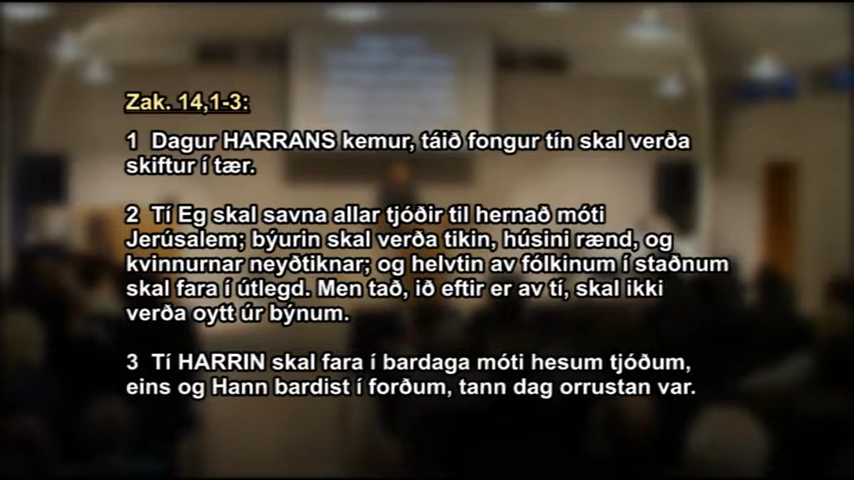 Zak. 14,1-3:
1 Dagur HARRANS kemur, táið fongur tín skal verða
skiftur í tær.
2 Tí Eg skal savna allar tjóðir til hernað móti
Jerúsalem; býurin skal verða tikin, húsini rænd, og
kvinnurnar neyðtiknar; og helvtin av fólkinum í staðnum
skal fara í útlegd. Men tað, ið eftir er av tí, skal ikki
verða oytt úr býnum.
3 Tí HARRIN skal fara í bardaga móti hesum tjóðum,
eins og Hann bardist í forðum, tann dag orrustan var.